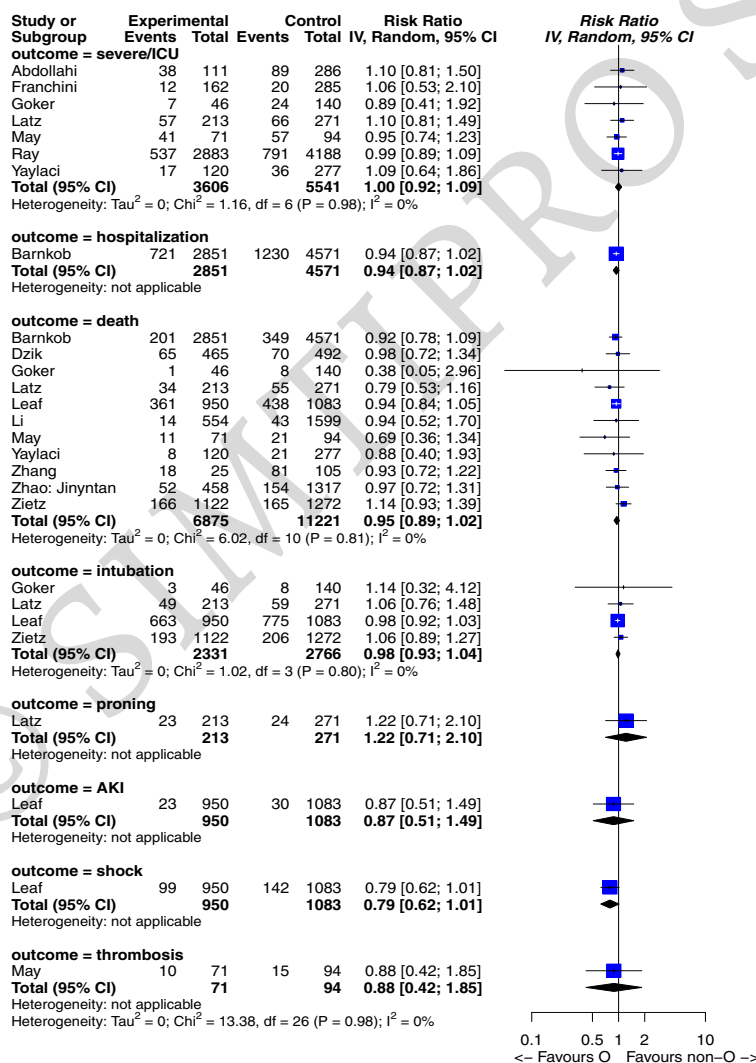 Study or Experimental Control Risk Ratio Risk Ratio
Subgroup Events Total Events Total IV, Random, 95% CI IV, Random, 95% CI
outcome = severe/ICU
Abdollahi 38 111 89 286 1.10 [0.81; 1.50]
Franchini 12 162 20 285 1.06 [0.53; 2.10]
Goker 7 46 24 140 0.89 [0.41; 1.92]
Latz 57 213 66 271 1.10 [0.81; 1.49]
May 41 71 57 94 0.95 [0.74; 1.23]
Ray 537 2883 791 4188 0.99 [0.89; 1.09]
Yaylaci 17 120 36 277 1.09 [0.64; 1.86]
Total (95% CI) 3606 5541 1.00 [0.92; 1.09]
Heterogeneity: Tau² = 0; Chi² = 1.16, df = 6 (P = 0.98); I² = 0%
outcome = hospitalization
Barnkob 721 2851 1230 4571 0.94 [0.87; 1.02]
Total (95% CI) 2851 4571 0.94 [0.87; 1.02]
Heterogeneity: not applicable
outcome = death
Barnkob 201 2851 349 4571 0.92 [0.78; 1.09]
Dzik 65 465 70 492 0.98 [0.72; 1.34]
Goker 1 46 8 140 0.38 [0.05; 2.96]
Latz 34 213 55 271 0.79 [0.53; 1.16]
Leaf 361 950 438 1083 0.94 [0.84; 1.05]
Li 14 554 43 1599 0.94 [0.52; 1.70]
May 11 71 21 94 0.69 [0.36; 1.34]
Yaylaci 8 120 21 277 0.88 [0.40; 1.93]
Zhang 18 25 81 105 0.93 [0.72; 1.22]
Zhao: Jinyntan 52 458 154 1317 0.97 [0.72; 1.31]
Zietz 166 1122 165 1272 1.14 [0.93; 1.39]
Total (95% CI) 6875 11221 0.95 [0.89; 1.02]
Heterogeneity: Tau² = 0; Chi² = 6.02, df = 10 (P = 0.81); I² = 0%
outcome = intubation
Goker 3 46 8 140 1.14 [0.32; 4.12]
Latz 49 213 59 271 1.06 [0.76; 1.48]
Leaf 663 950 775 1083 0.98 [0.92; 1.03]
Zietz 193 1122 206 1272 1.06 [0.89; 1.27]
Total (95% CI) 2331 2766 0.98 [0.93; 1.04]
Heterogeneity: Tau² = 0; Chi² = 1.02, df = 3 (P = 0.80); I² = 0%
outcome = proning
Latz 23 213 24 271 1.22 [0.71; 2.10]
Total (95% CI) 213 271 1.22 [0.71; 2.10]
Heterogeneity: not applicable
outcome = AKI
Leaf 23 950 30 1083 0.87 [0.51; 1.49]
Total (95% CI) 950 1083 0.87 [0.51; 1.49]
Heterogeneity: not applicable
outcome = shock
Leaf 99 950 142 1083 0.79 [0.62; 1.01]
Total (95% CI) 950 1083 0.79 [0.62; 1.01]
Heterogeneity: not applicable
outcome = thrombosis
May 10 71 15 94 0.88 [0.42; 1.85]
Total (95% CI) 71 94 0.88 [0.42; 1.85]
Heterogeneity: not applicable
Heterogeneity: Tau² = 0; Chi² = 13.38, df = 26 (P = 0.98); I² = 0%
0.1 0.5 1 2 10
<– Favours O Favours non–O –>
© SIMTIPRO S